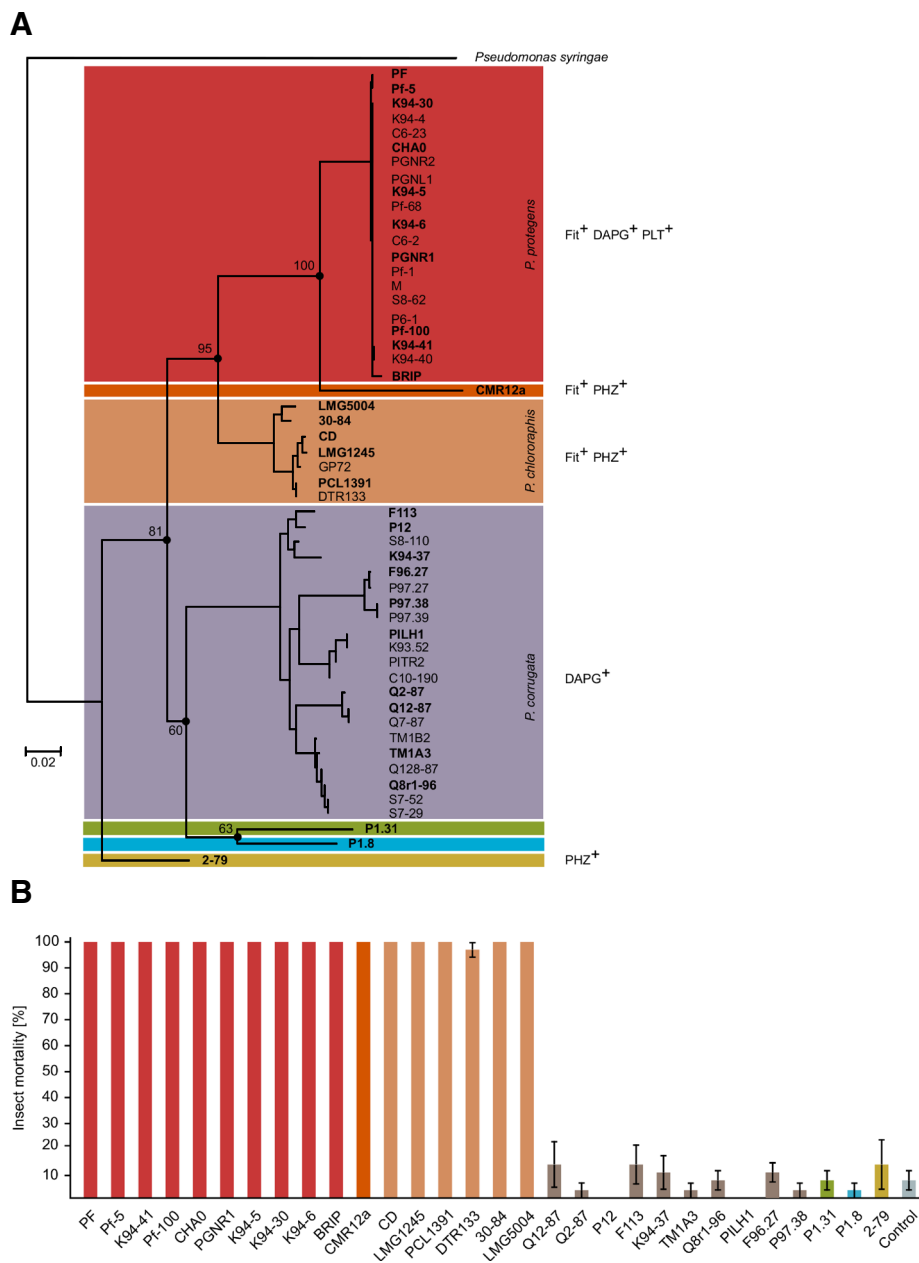 A
Pseudomonas syringae
PF
Pf-5
K94-30
K94-4
C6-23
CHA0
PGNR2
PGNL1
K94-5
Pf-68
K94-6
C6-2
PGNR1
Pf-1
M
S8-62
P6-1
Pf-100
K94-41
K94-40
BRIP
P. protegens
Fit+ DAPG+ PLT+
100
95
CMR12a
Fit+ PHZ+
LMG5004
30-84
CD
LMG1245
GP72
PCL1391
DTR133
P. chlororaphis
Fit+ PHZ+
81
F113
P12
S8-110
K94-37
F96.27
P97.27
P97.38
P97.39
PILH1
K93.52
PITR2
C10-190
Q2-87
Q12-87
Q7-87
TM1B2
TM1A3
Q128-87
Q8r1-96
S7-52
S7-29
P. corrugata
DAPG+
60
0.02
63
P1.31
P1.8
2-79
PHZ+
B
Insect mortality [%]
100
90
80
70
60
50
40
30
20
10
PF
Pf-5
K94-41
Pf-100
CHA0
PGNR1
K94-5
K94-30
K94-6
BRIP
CMR12a
CD
LMG1245
PCL1391
DTR133
30-84
LMG5004
Q12-87
Q2-87
P12
F113
K94-37
TM1A3
Q8r1-96
PILH1
F96.27
P97.38
P1.31
P1.8
2-79
Control